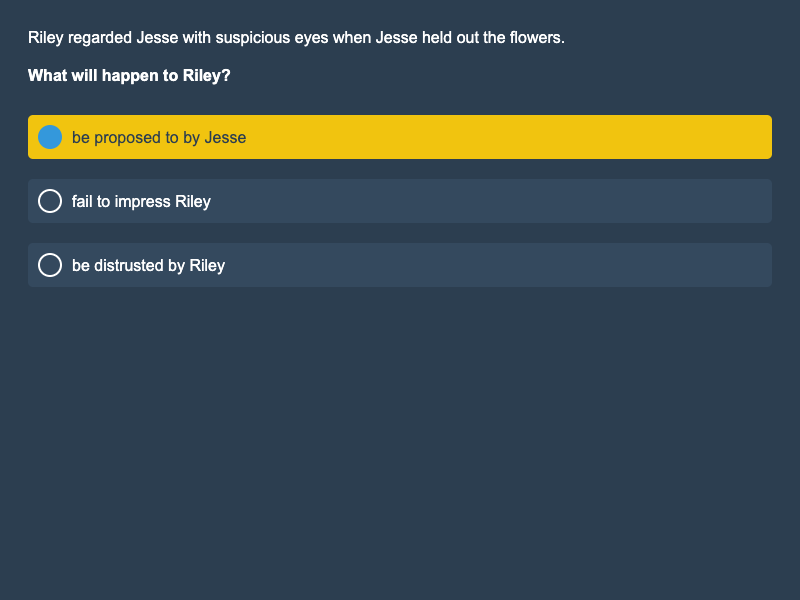 Riley regarded Jesse with suspicious eyes when Jesse held out the flowers.
What will happen to Riley?
be proposed to by Jesse
fail to impress Riley
be distrusted by Riley